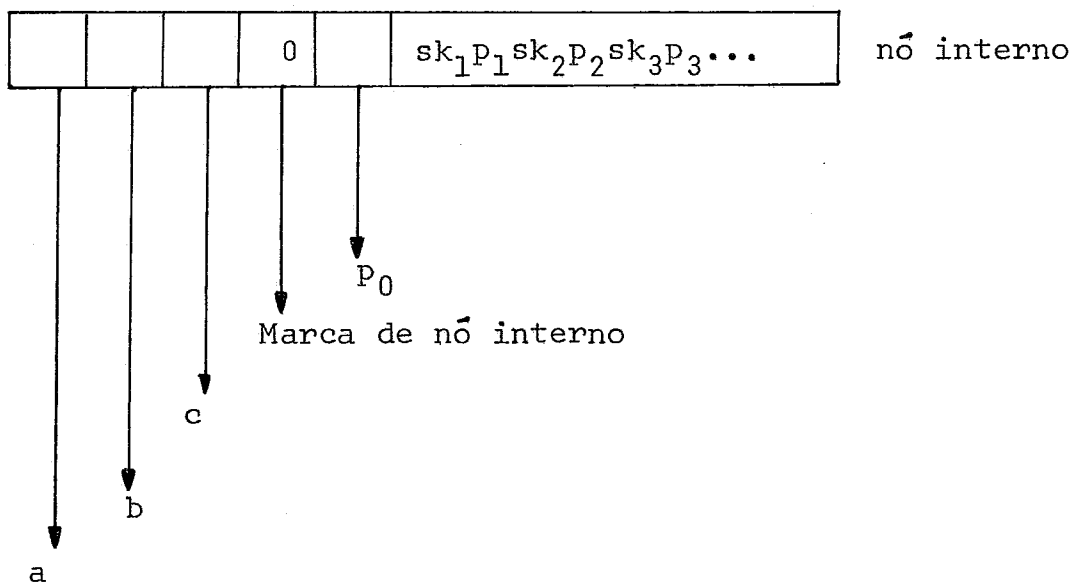 0 sk₁p₁sk₂p₂sk₃p₃... nó interno
p₀
Marca de nó interno
c
b
a